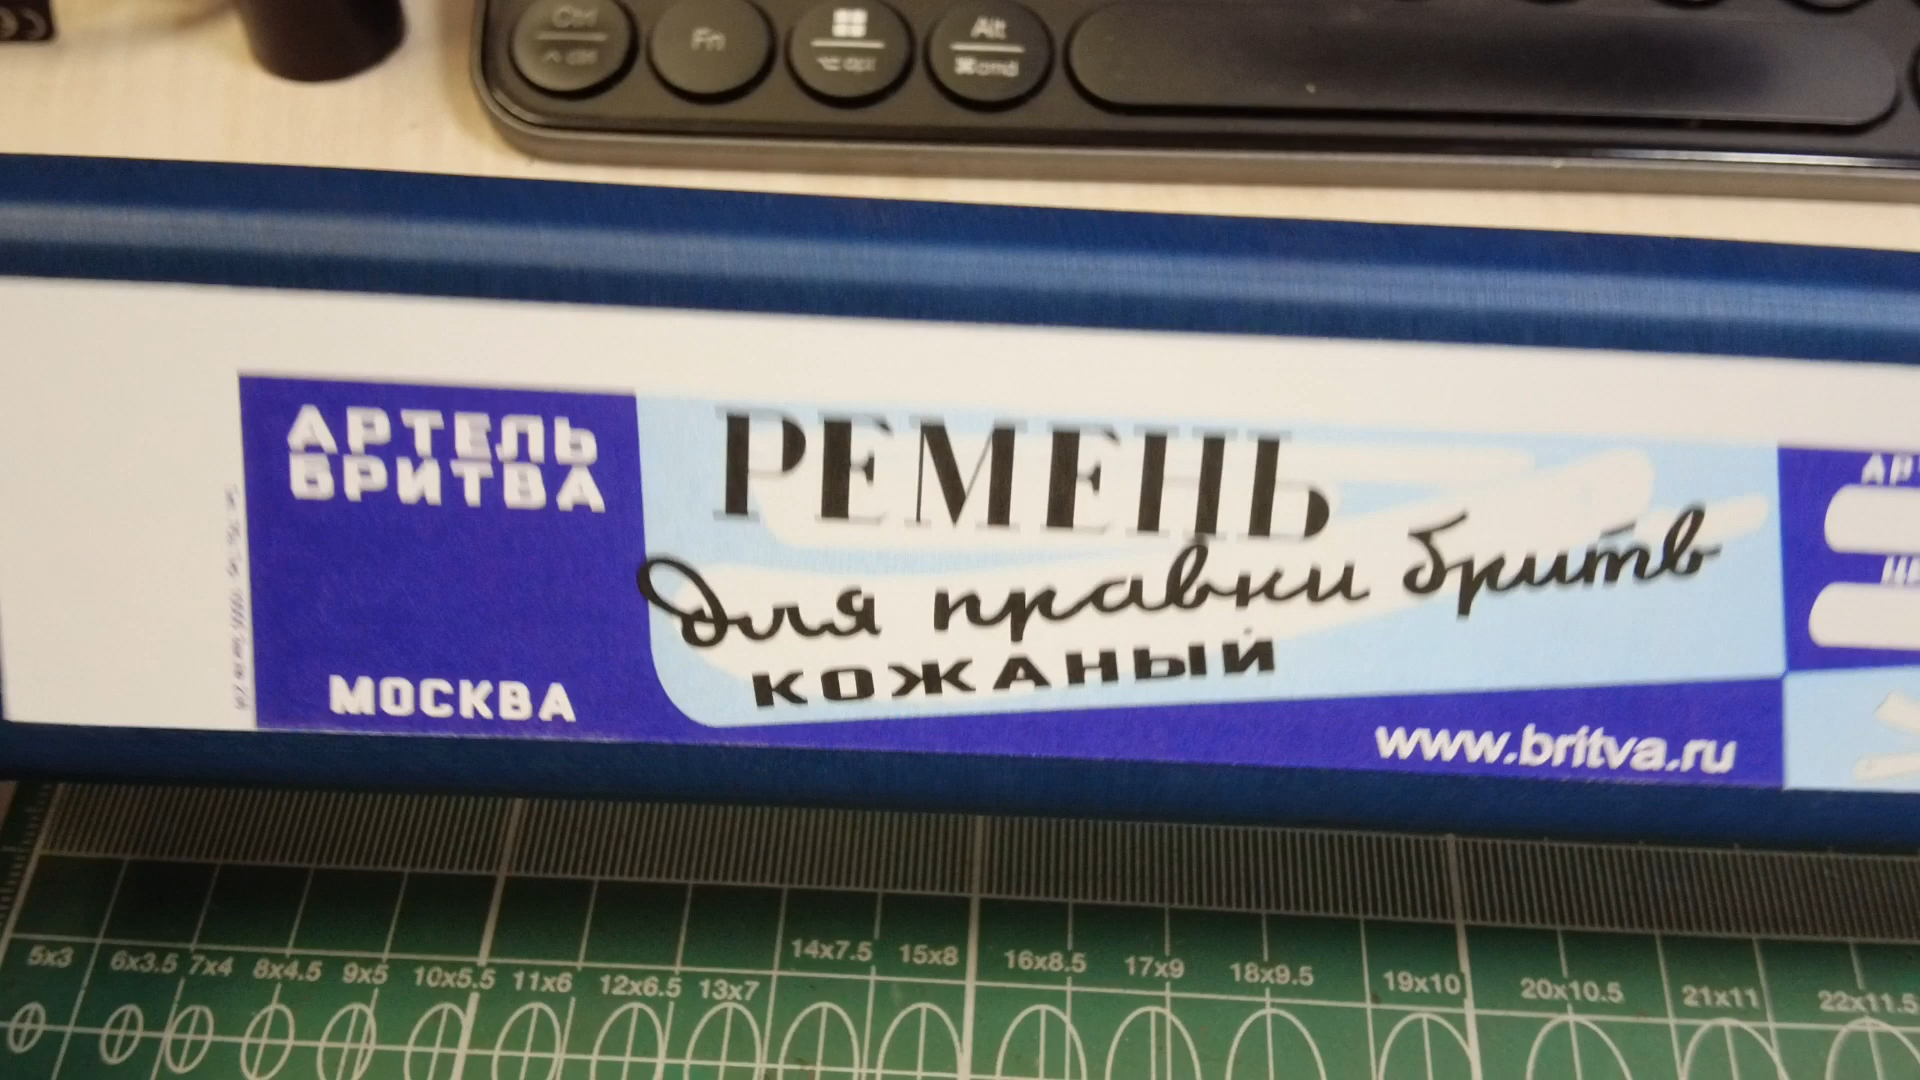 Ctrl
Fn
Alt
⌥ opt
⌘ cmd
АРТЕЛЬ
БРИТВА
МОСКВА
РЕМЕНЬ
для правки бритв
КОЖАНЫЙ
www.britva.ru
5x3 6x3.5 7x4 8x4.5 9x5 10x5.5 11x6 12x6.5 13x7 14x7.5 15x8 16x8.5 17x9 18x9.5 19x10 20x10.5 21x11 22x11.5